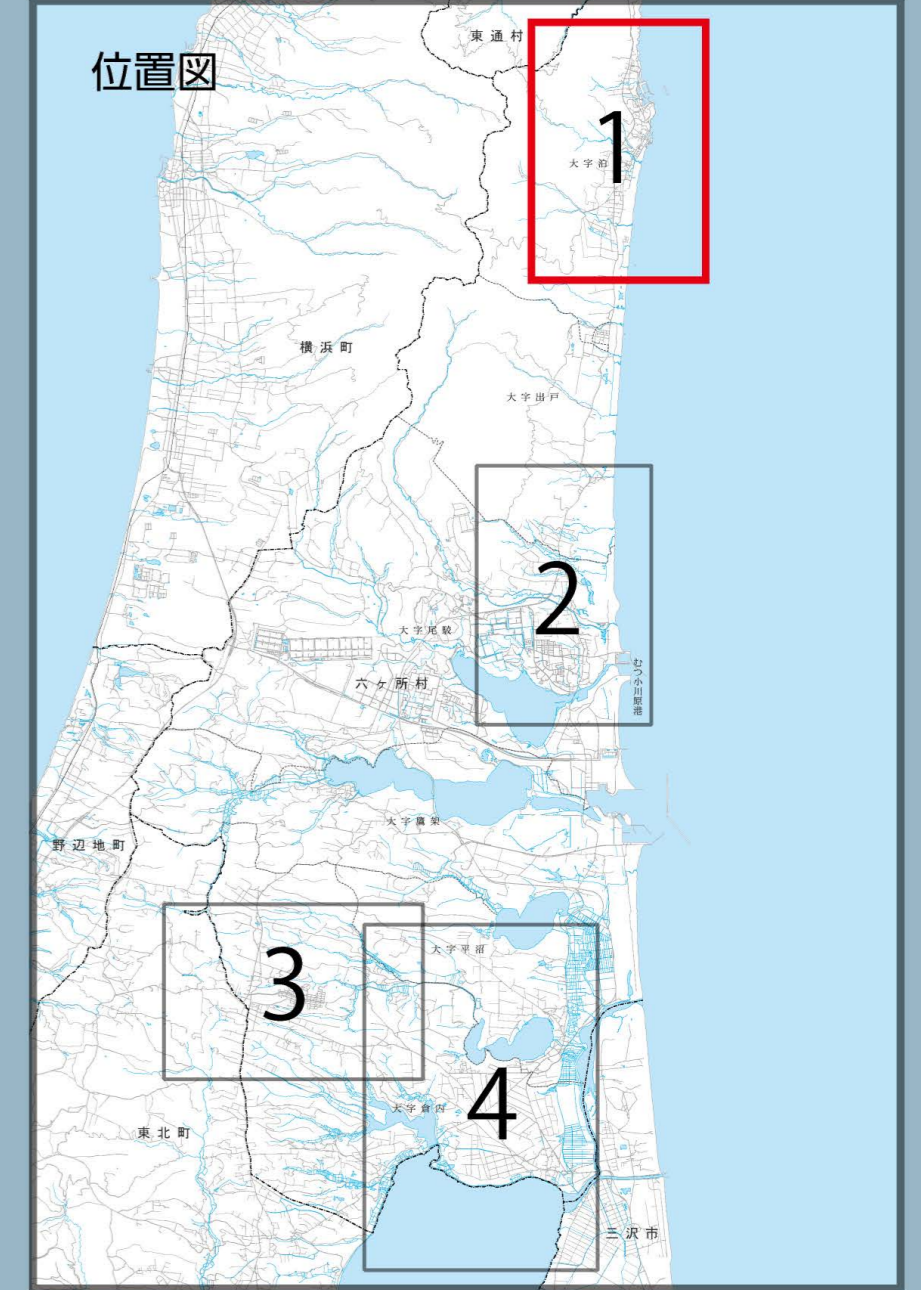 位置図
東通村
1
大字泊
横浜町
大字出戸
2
大字尾駮
六ヶ所村
むつ小川原港
大字鷹架
野辺地町
3
大字平沼
4
大字倉内
東北町
三沢市